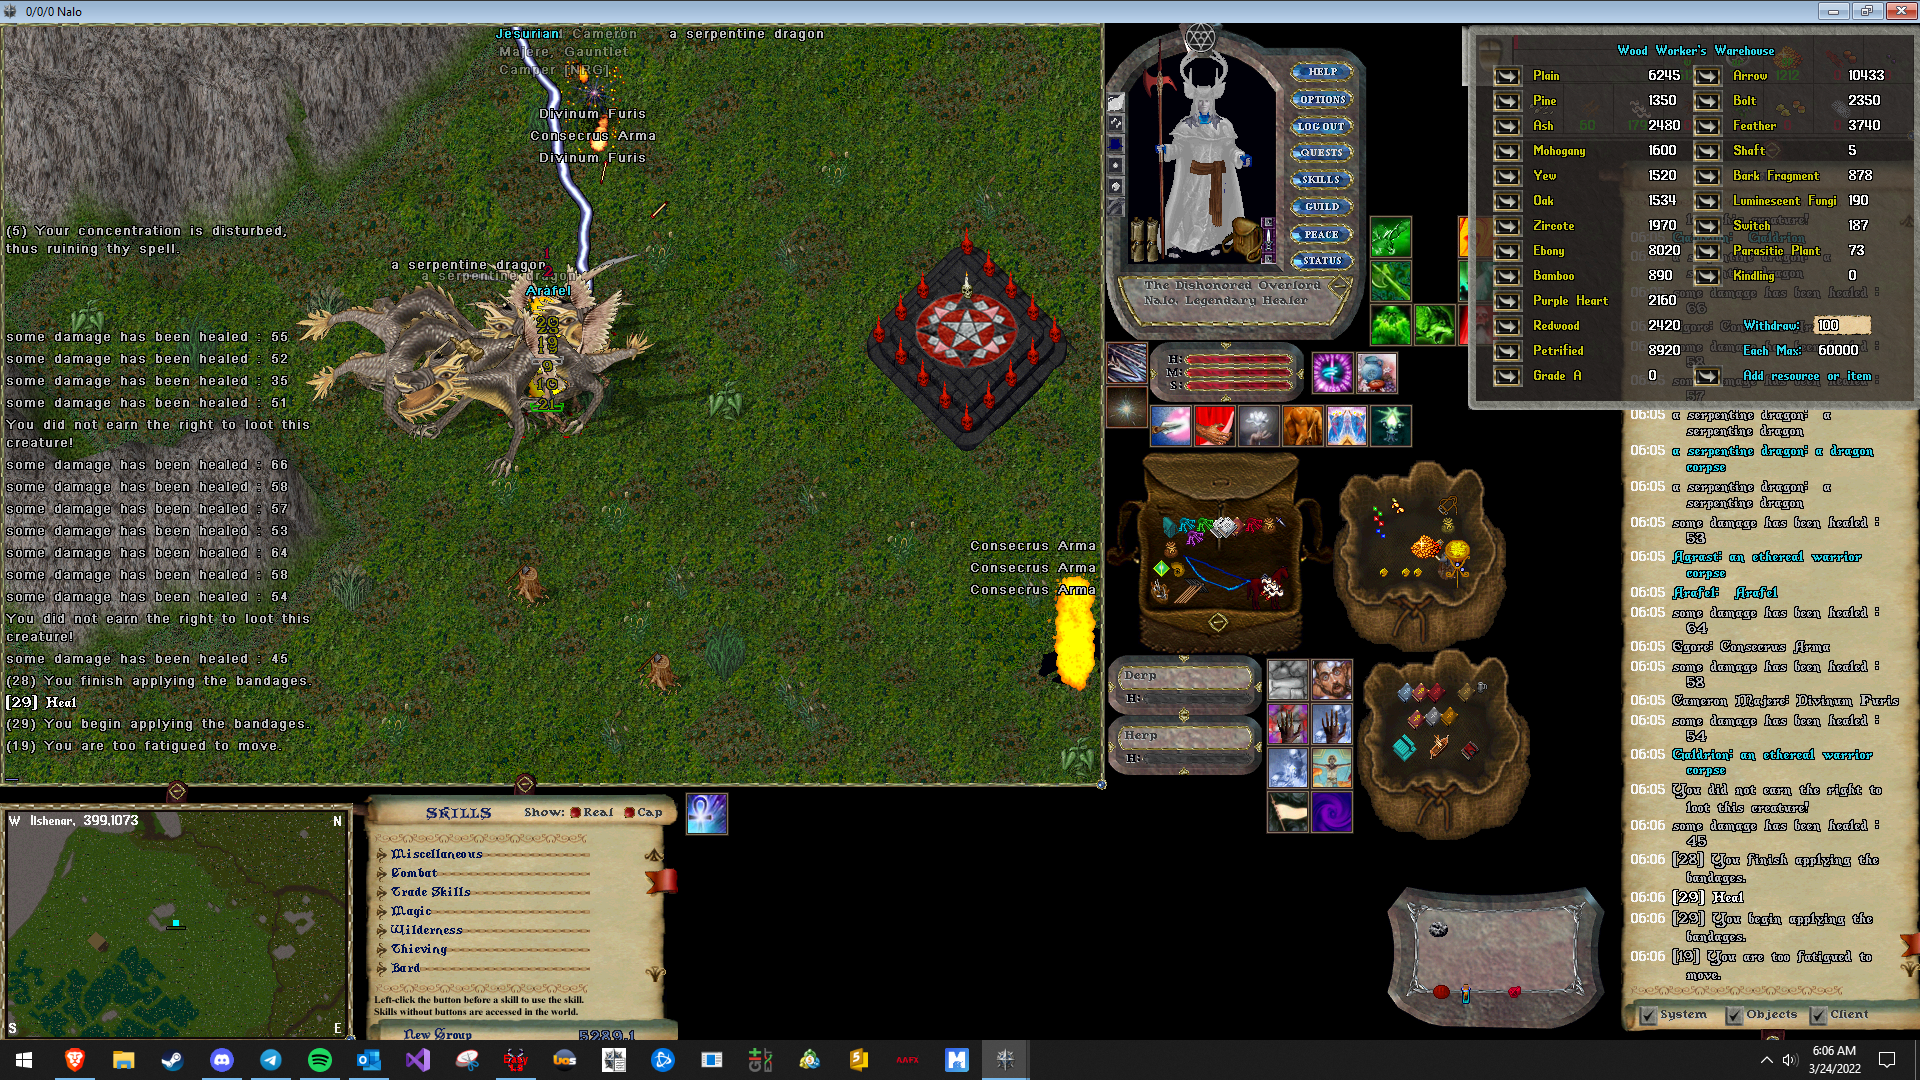 0/0/0 Nalo
Jesurian Cameron
a serpentine dragon
Majere, Gauntlet
Camper [NRG]
Divinum Furis
Consecrus Arma
Divinum Furis
(5) Your concentration is disturbed,
thus ruining thy spell.
a serpentine dragon
a serpentine dragon
Arafel
28
19
9
10
21
some damage has been healed : 55
some damage has been healed : 52
some damage has been healed : 35
some damage has been healed : 51
You did not earn the right to loot this
creature!
some damage has been healed : 66
some damage has been healed : 58
some damage has been healed : 57
some damage has been healed : 53
some damage has been healed : 64
some damage has been healed : 58
some damage has been healed : 54
You did not earn the right to loot this
creature!
some damage has been healed : 45
(28) You finish applying the bandages.
[29] Heal
(29) You begin applying the bandages.
(19) You are too fatigued to move.
Consecrus Arma
Consecrus Arma
Consecrus Arma
HELP
OPTIONS
LOG OUT
QUESTS
SKILLS
GUILD
PEACE
STATUS
The Dishonored Overlord
Nalo, Legendary Healer
H:
M:
S:
Derp
H:
Herp
H:
Wood Worker's Warehouse
Plain 6245 Arrow 10433
Pine 1350 Bolt 2350
Ash 2480 Feather 3740
Mohogany 1600 Shaft 5
Yew 1520 Bark Fragment 878
Oak 1534 Luminescent Fungi 190
Zircote 1970 Switch 187
Ebony 8020 Parasitic Plant 73
Bamboo 890 Kindling 0
Purple Heart 2160
Redwood 2420 Withdraw: 100
Petrified 8920 Each Max: 60000
Grade A 0 Add resource or item
06:05 a serpentine dragon: a
serpentine dragon
06:05 a serpentine dragon: a dragon
corpse
06:05 a serpentine dragon: a
serpentine dragon
06:05 some damage has been healed :
53
06:05 Agrast: an ethereal warrior
corpse
06:05 Arafel: Arafel
06:05 some damage has been healed :
64
06:05 Egore: Consecrus Arma
06:05 some damage has been healed :
58
06:05 Cameron Majere: Divinum Furis
06:05 some damage has been healed :
54
06:05 Galdrion: an ethereal warrior
corpse
06:05 You did not earn the right to
loot this creature!
06:06 some damage has been healed :
45
06:06 [28] You finish applying the
bandages.
06:06 [29] Heal
06:06 [29] You begin applying the
bandages.
06:06 [19] You are too fatigued to
move.
System Objects Client
W Ilshenar, 399,1073 N
S E
SKILLS Show: Real Cap
Miscellaneous
Combat
Trade Skills
Magic
Wilderness
Thieving
Bard
Left-click the button before a skill to use the skill.
Skills without buttons are accessed in the world.
New Group 5289.1
UOS
AAFX
6:06 AM
3/24/2022